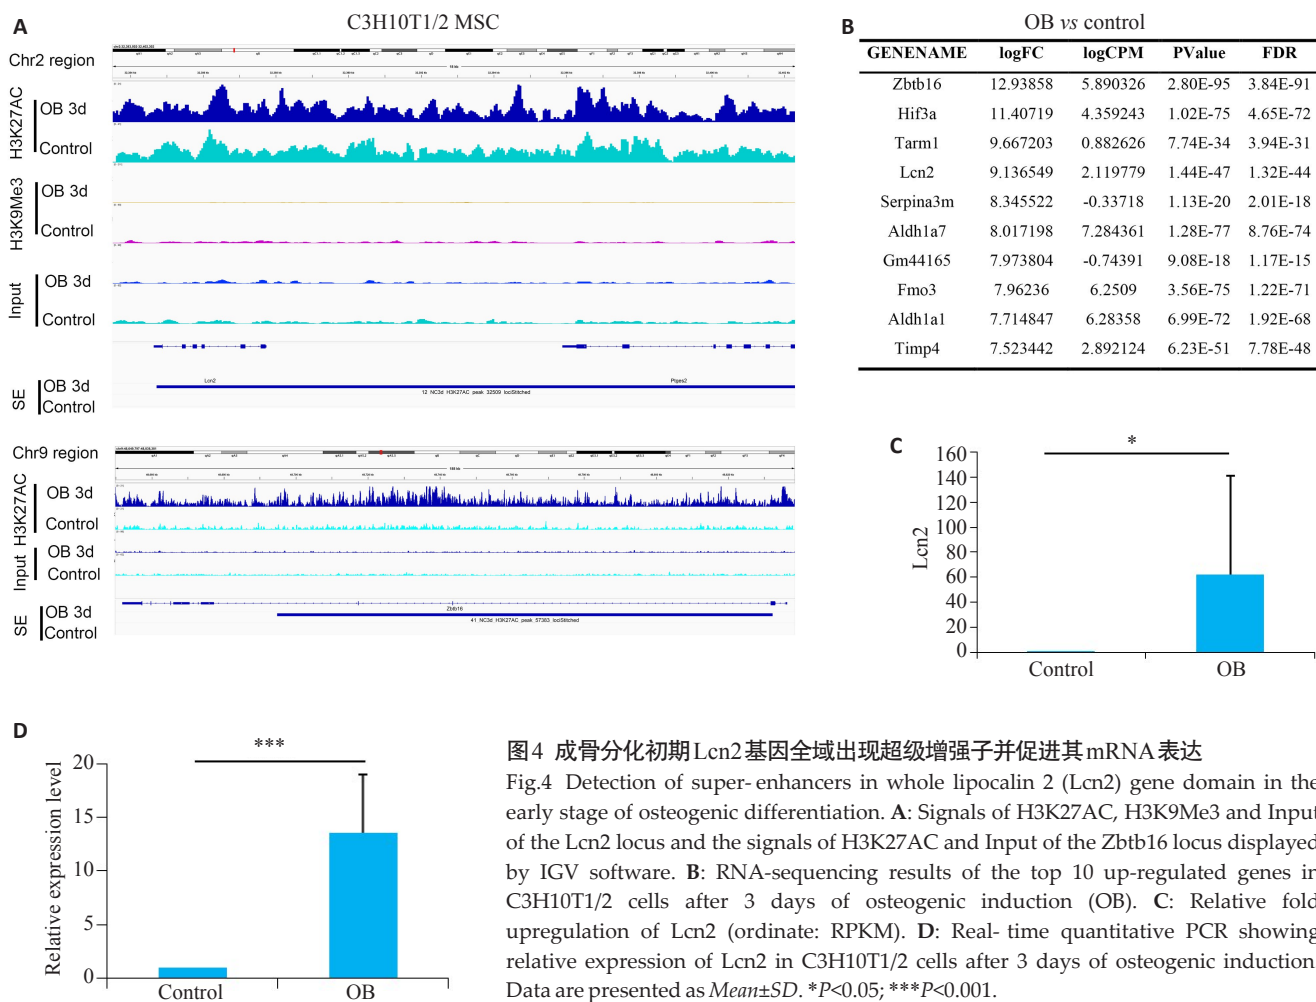 A
C3H10T1/2 MSC
Chr2 region
H3K27AC
OB 3d
Control
H3K9Me3
OB 3d
Control
Input
OB 3d
Control
Lcn2
Ptges2
SE
OB 3d
Control
12_NC3d_H3K27AC_peak_32509_lociStitched
Chr9 region
H3K27AC
OB 3d
Control
Input
OB 3d
Control
Zbtb16
SE
OB 3d
Control
41_NC3d_H3K27AC_peak_57383_lociStitched
B
OB vs control
GENENAME logFC logCPM PValue FDR
Zbtb16 12.93858 5.890326 2.80E-95 3.84E-91
Hif3a 11.40719 4.359243 1.02E-75 4.65E-72
Tarm1 9.667203 0.882626 7.74E-34 3.94E-31
Lcn2 9.136549 2.119779 1.44E-47 1.32E-44
Serpina3m 8.345522 -0.33718 1.13E-20 2.01E-18
Aldh1a7 8.017198 7.284361 1.28E-77 8.76E-74
Gm44165 7.973804 -0.74391 9.08E-18 1.17E-15
Fmo3 7.96236 6.2509 3.56E-75 1.22E-71
Aldh1a1 7.714847 6.28358 6.99E-72 1.92E-68
Timp4 7.523442 2.892124 6.23E-51 7.78E-48
C
*
Lcn2
160
140
120
100
80
60
40
20
0
Control OB
D
***
Relative expression level
20
15
10
5
0
Control OB
图4 成骨分化初期Lcn2基因全域出现超级增强子并促进其mRNA表达
Fig.4 Detection of super- enhancers in whole lipocalin 2 (Lcn2) gene domain in the
early stage of osteogenic differentiation. A: Signals of H3K27AC, H3K9Me3 and Input
of the Lcn2 locus and the signals of H3K27AC and Input of the Zbtb16 locus displayed
by IGV software. B: RNA-sequencing results of the top 10 up-regulated genes in
C3H10T1/2 cells after 3 days of osteogenic induction (OB). C: Relative fold
upregulation of Lcn2 (ordinate: RPKM). D: Real- time quantitative PCR showing
relative expression of Lcn2 in C3H10T1/2 cells after 3 days of osteogenic induction.
Data are presented as Mean±SD. *P<0.05; ***P<0.001.